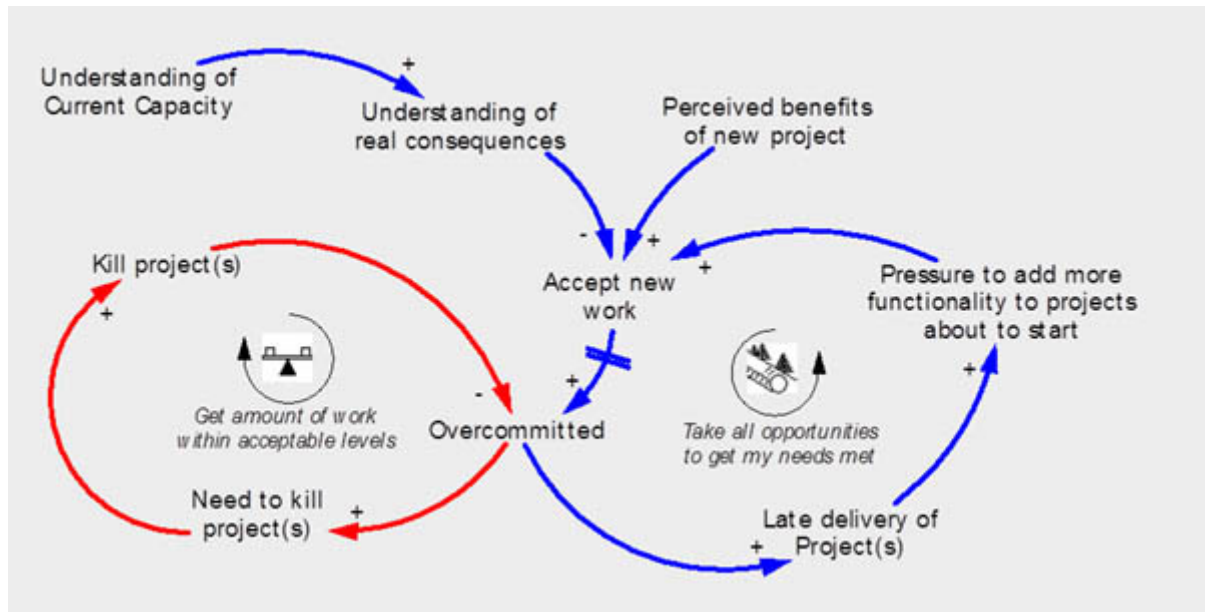 Understanding of
Current Capacity
+
Understanding of
real consequences
Perceived benefits
of new project
-
+
+
Accept new
work
Kill project(s)
+
Pressure to add more
functionality to projects
about to start
+
Get amount of work
within acceptable levels
-
+
Overcommitted
Take all opportunities
to get my needs met
Need to kill
project(s)
+
Late delivery of
Project(s)
+